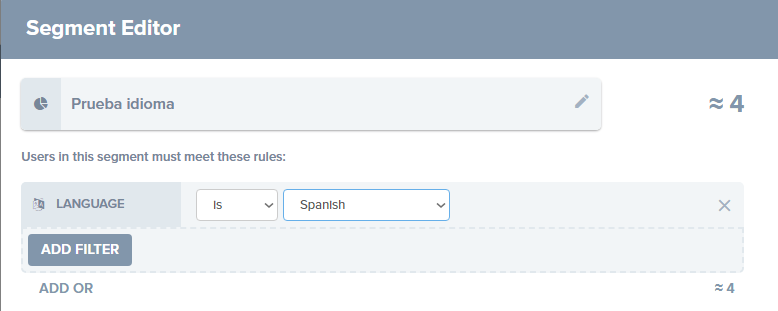 Segment Editor
Prueba idioma
≈ 4
Users in this segment must meet these rules:
LANGUAGE Is Spanish
ADD FILTER
ADD OR ≈ 4